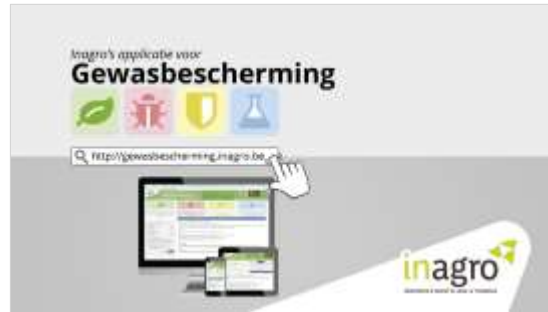 Inagro's applicatie voor
Gewasbescherming
http://gewasbescherming.inagro.be
inagro